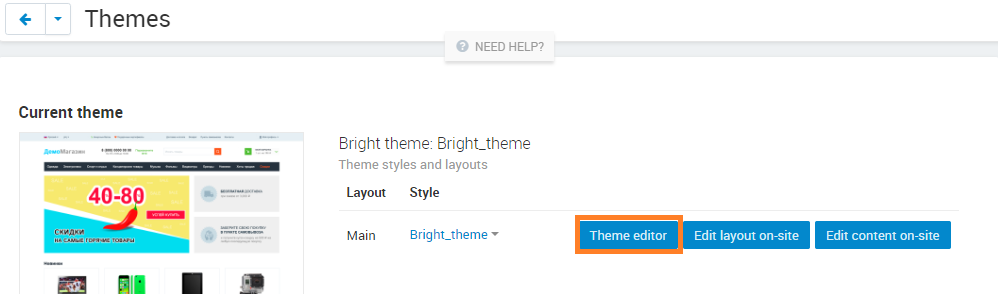 Themes
NEED HELP?
Current theme
ДемоМагазин
40-80
СКИДКИ
НА САМЫЕ ГОРЯЧИЕ ТОВАРЫ
Новинки
Bright theme: Bright_theme
Theme styles and layouts
Layout Style
Main Bright_theme Theme editor Edit layout on-site Edit content on-site